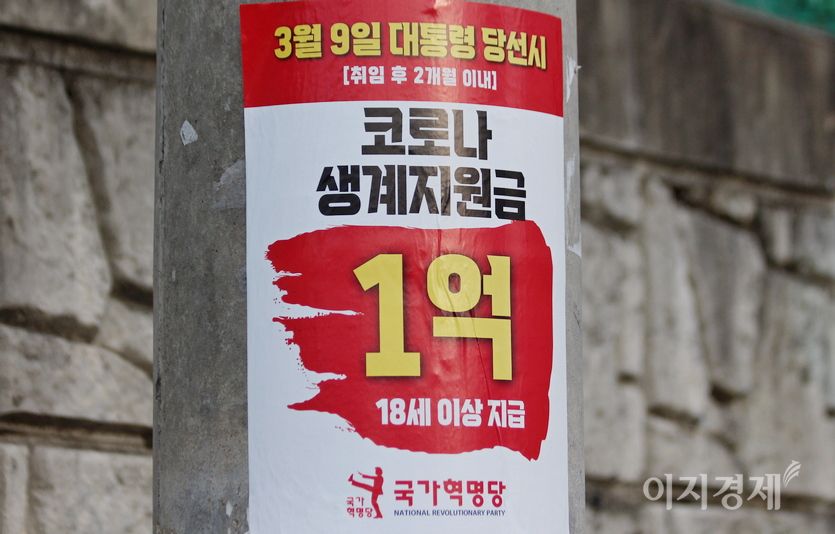 3월 9일 대통령 당선시
[취임 후 2개월 이내]
코로나
생계지원금
1억
18세 이상 지급
국가
혁명당
국가혁명당
NATIONAL REVOLUTIONARY PARTY
이지경제